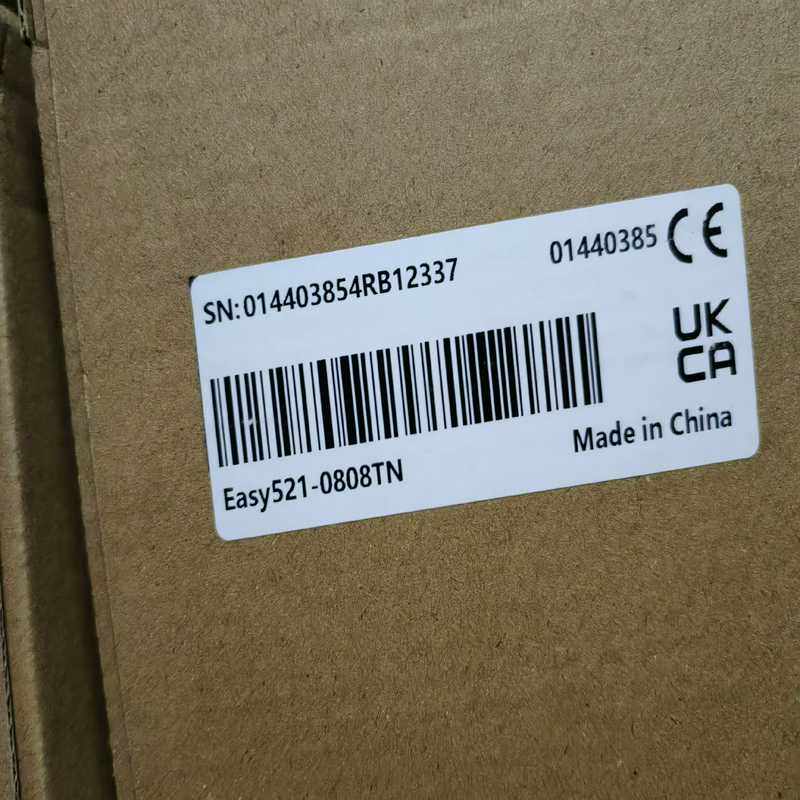 SN:014403854RB12337
01440385 CE
UK
CA
Easy521-0808TN
Made in China